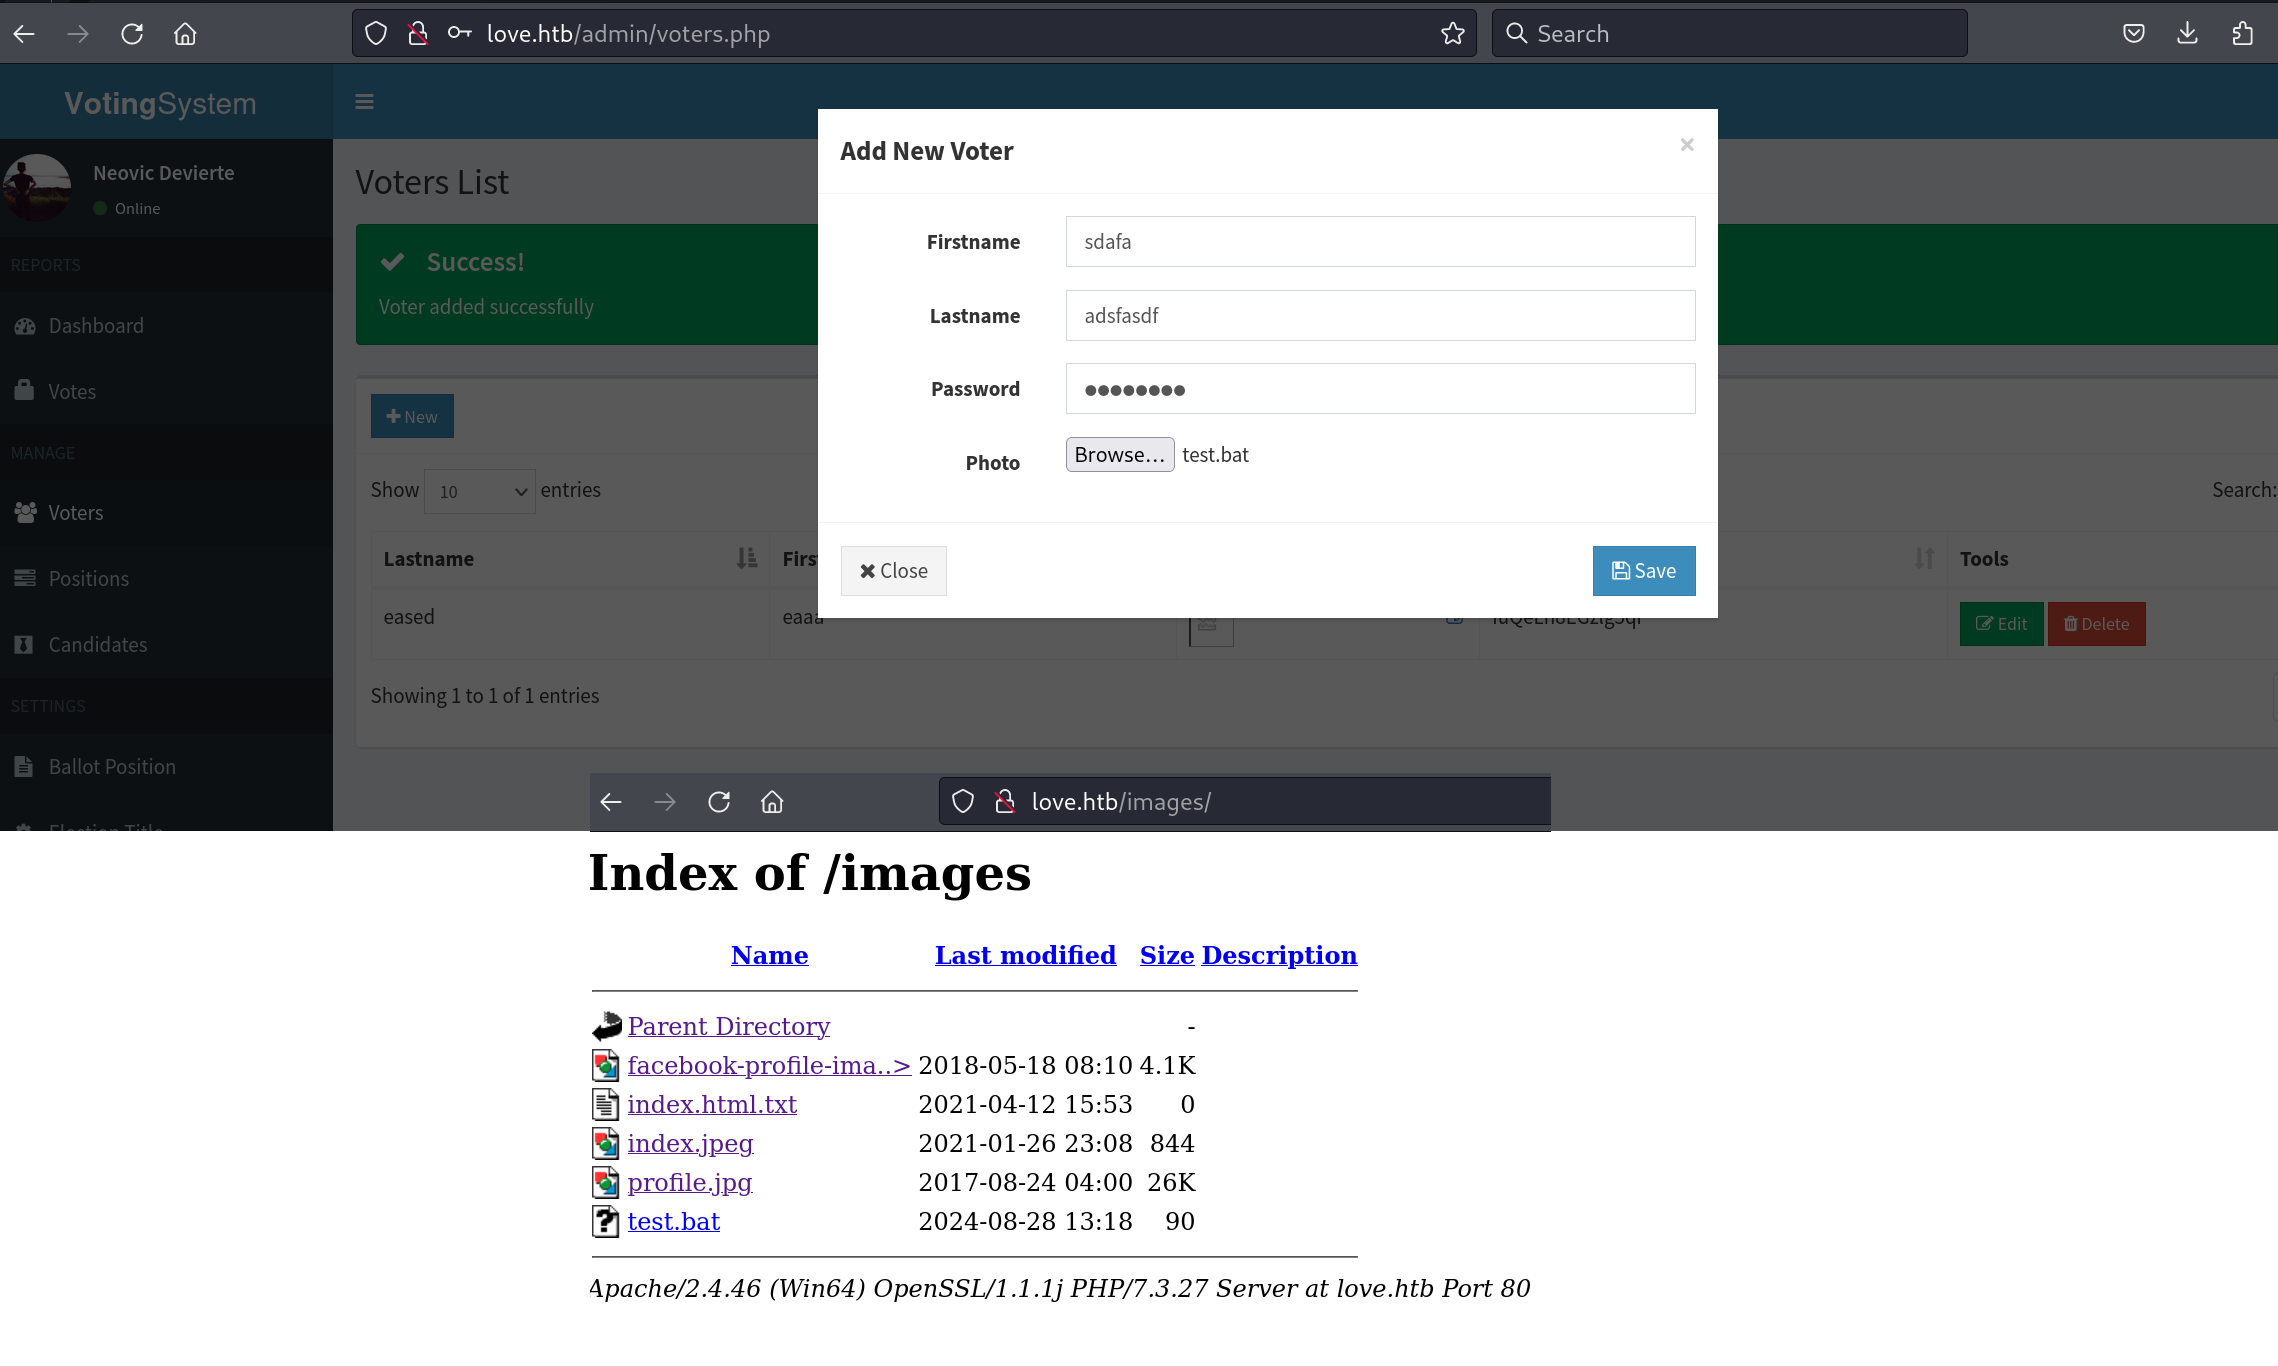 love.htb/admin/voters.php
Search
VotingSystem
Neovic Devierte
Online
REPORTS
Dashboard
Votes
MANAGE
Voters
Positions
Candidates
SETTINGS
Ballot Position
Election Title
Voters List
Success!
Voter added successfully
New
Show 10 entries
Search:
Lastname
Tools
eased
eaaa
Edit
Delete
Showing 1 to 1 of 1 entries
Add New Voter
×
Firstname sdafa
Lastname adsfasdf
Password ●●●●●●●●
Photo Browse... test.bat
Close
Save
love.htb/images/
Index of /images
Name Last modified Size Description
Parent Directory -
facebook-profile-ima..> 2018-05-18 08:10 4.1K
index.html.txt 2021-04-12 15:53 0
index.jpeg 2021-01-26 23:08 844
profile.jpg 2017-08-24 04:00 26K
test.bat 2024-08-28 13:18 90
Apache/2.4.46 (Win64) OpenSSL/1.1.1j PHP/7.3.27 Server at love.htb Port 80